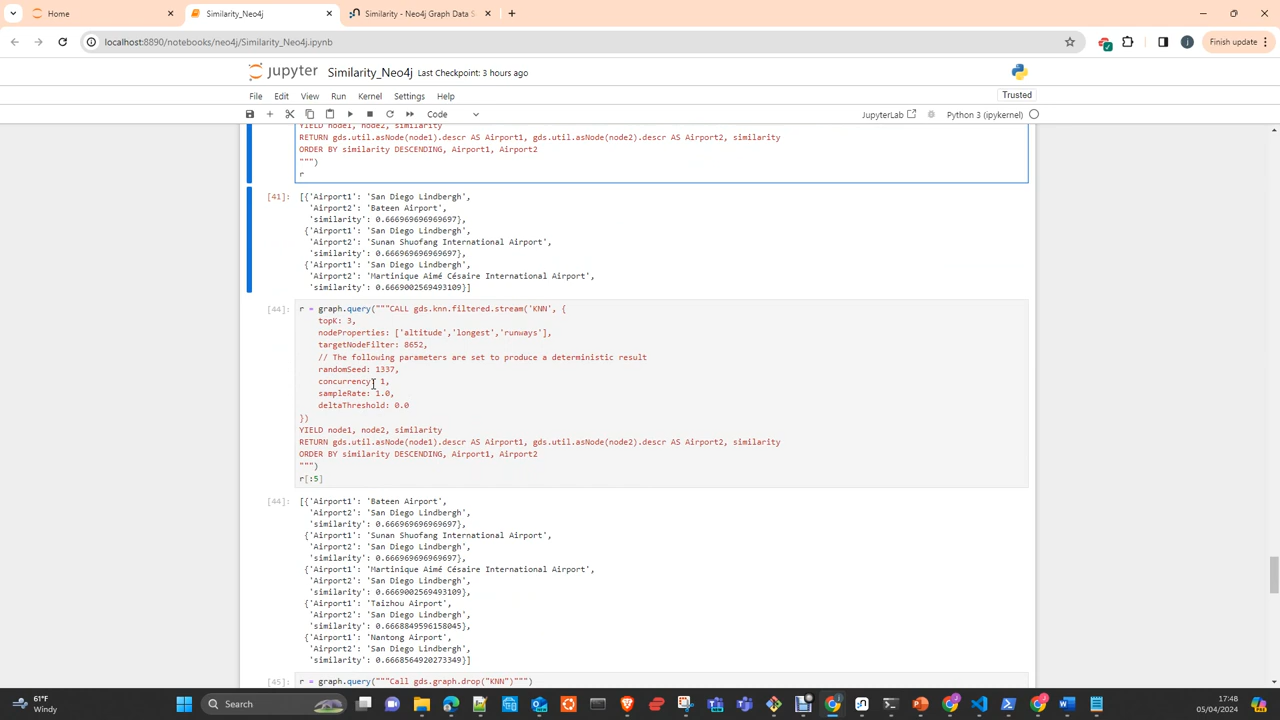 Home
Similarity_Neo4j
Similarity - Neo4j Graph Data S
localhost:8890/notebooks/neo4j/Similarity_Neo4j.ipynb
Finish update
jupyter Similarity_Neo4j Last Checkpoint: 3 hours ago
File Edit View Run Kernel Settings Help
Trusted
Code
JupyterLab
Python 3 (ipykernel)
YIELD node1, node2, similarity
RETURN gds.util.asNode(node1).descr AS Airport1, gds.util.asNode(node2).descr AS Airport2, similarity
ORDER BY similarity DESCENDING, Airport1, Airport2
""")
r
[41]: [{'Airport1': 'San Diego Lindbergh',
'Airport2': 'Bateen Airport',
'similarity': 0.666969696969697},
{'Airport1': 'San Diego Lindbergh',
'Airport2': 'Sunan Shuofang International Airport',
'similarity': 0.666969696969697},
{'Airport1': 'San Diego Lindbergh',
'Airport2': 'Martinique Aimé Césaire International Airport',
'similarity': 0.6669002569493109}]
[44]: r = graph.query("""CALL gds.knn.filtered.stream('KNN', {
topK: 3,
nodeProperties: ['altitude','longest','runways'],
targetNodeFilter: 8652,
// The following parameters are set to produce a deterministic result
randomSeed: 1337,
concurrency: 1,
sampleRate: 1.0,
deltaThreshold: 0.0
})
YIELD node1, node2, similarity
RETURN gds.util.asNode(node1).descr AS Airport1, gds.util.asNode(node2).descr AS Airport2, similarity
ORDER BY similarity DESCENDING, Airport1, Airport2
""")
r[:5]
[44]: [{'Airport1': 'Bateen Airport',
'Airport2': 'San Diego Lindbergh',
'similarity': 0.666969696969697},
{'Airport1': 'Sunan Shuofang International Airport',
'Airport2': 'San Diego Lindbergh',
'similarity': 0.666969696969697},
{'Airport1': 'Martinique Aimé Césaire International Airport',
'Airport2': 'San Diego Lindbergh',
'similarity': 0.6669002569493109},
{'Airport1': 'Taizhou Airport',
'Airport2': 'San Diego Lindbergh',
'similarity': 0.6668849596158045},
{'Airport1': 'Nantong Airport',
'Airport2': 'San Diego Lindbergh',
'similarity': 0.6668564920273349}]
[45]: r = graph.query("""Call gds.graph.drop("KNN")""")
61°F
Windy
Search
17:48
05/04/2024